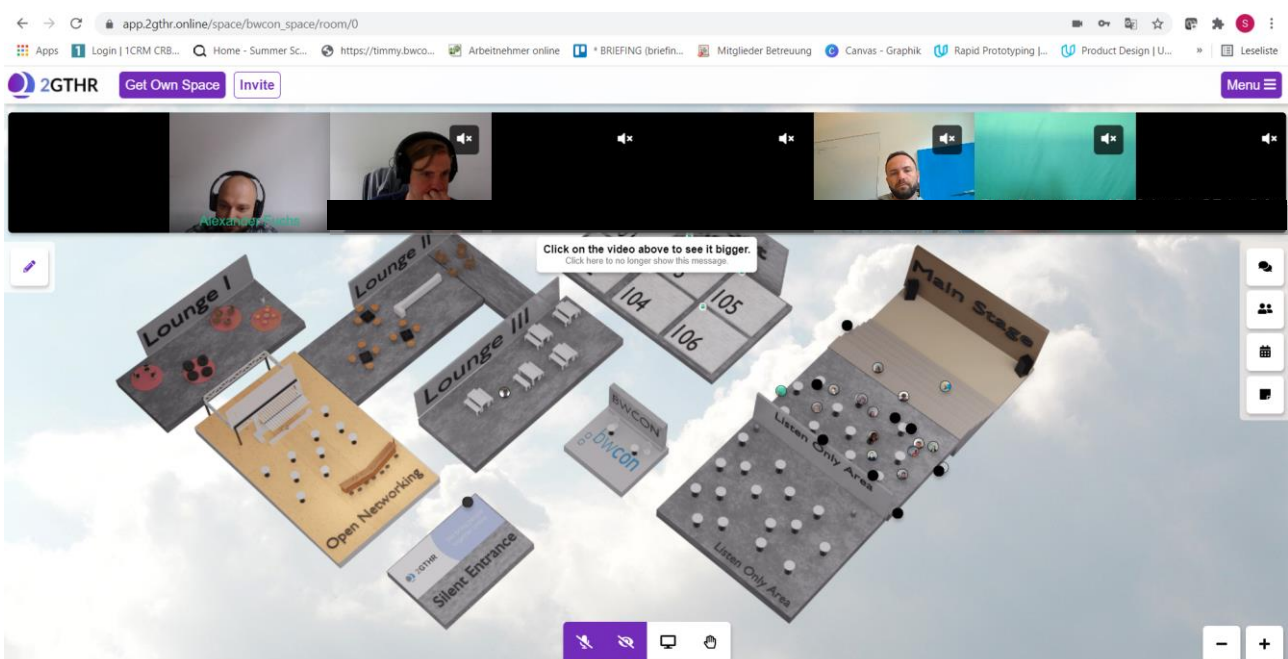 app.2gthr.online/space/bwcon_space/room/0
S
Apps
1 Login | 1CRM CRB...
Home - Summer Sc...
https://timmy.bwco...
Arbeitnehmer online
* BRIEFING (briefin...
Mitglieder Betreuung
Canvas - Graphik
Rapid Prototyping |...
Product Design | U...
»
Leseliste
2GTHR
Get Own Space
Invite
Menu
Click on the video above to see it bigger.
Click here to no longer show this message.
Lounge I
Lounge II
Lounge III
104
105
106
Main Stage
BWCON
bwcon
Listen Only Area
Listen Only Area
Open Networking
2GTHR
Silent Entrance